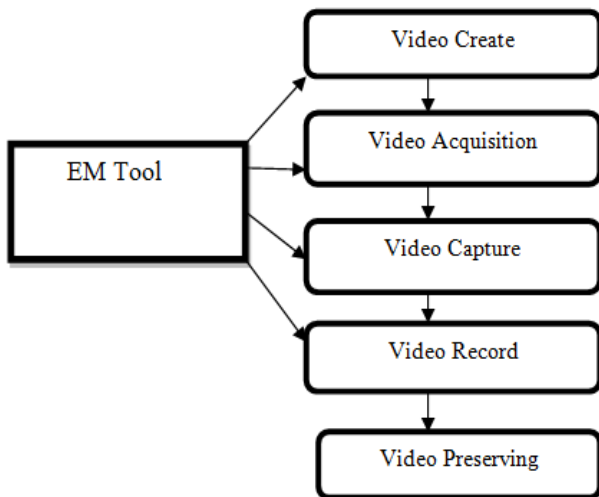 Video Create
Video Acquisition
EM Tool
Video Capture
Video Record
Video Preserving